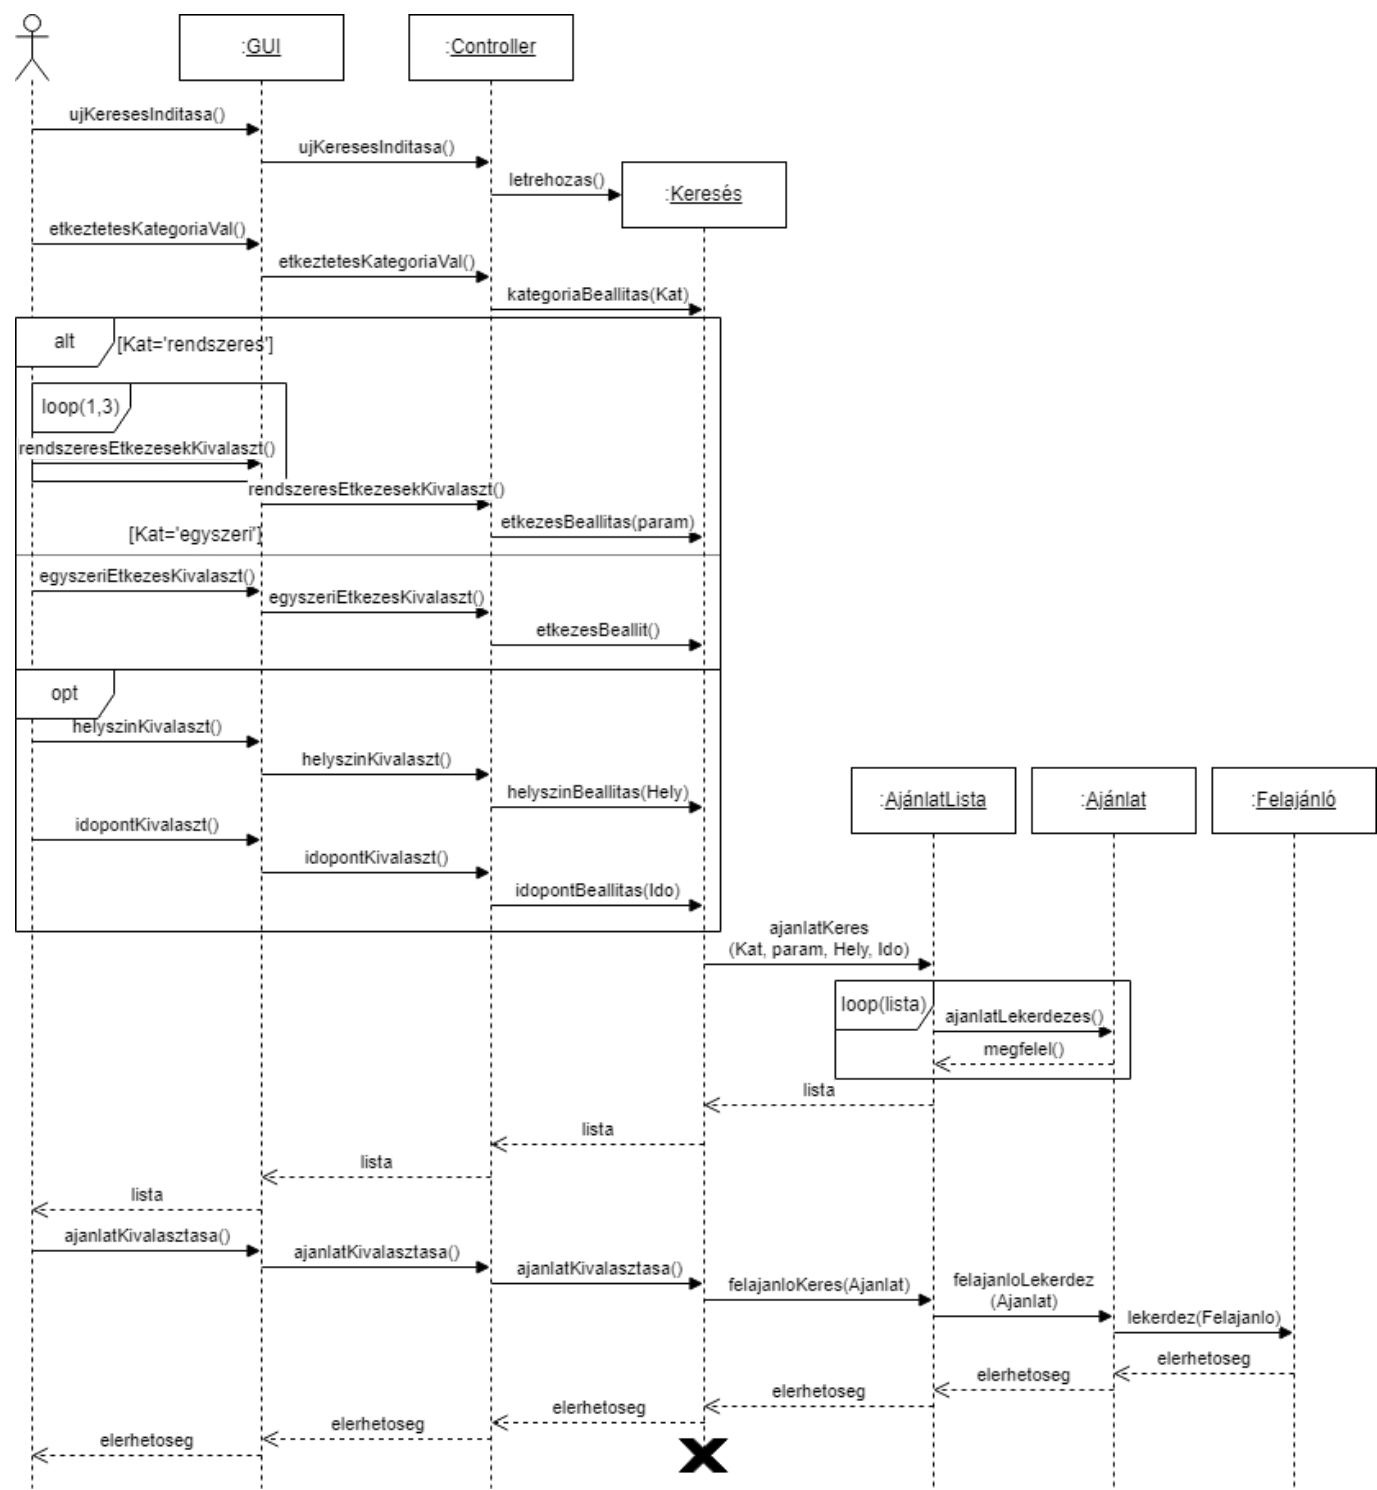 :GUI
:Controller
ujKeresesInditasa()
ujKeresesInditasa()
letrehozas()
:Keresés
etkeztetesKategoriaVal()
etkeztetesKategoriaVal()
kategoriaBeallitas(Kat)
alt
[Kat='rendszeres']
loop(1,3)
rendszeresEtkezesekKivalaszt()
rendszeresEtkezesekKivalaszt()
etkezesBeallitas(param)
[Kat='egyszeri']
egyszeriEtkezesKivalaszt()
egyszeriEtkezesKivalaszt()
etkezesBeallit()
opt
helyszinKivalaszt()
helyszinKivalaszt()
helyszinBeallitas(Hely)
:AjánlatLista
:Ajánlat
:Felajánló
idopontKivalaszt()
idopontKivalaszt()
idopontBeallitas(Ido)
ajanlatKeres
(Kat, param, Hely, Ido)
loop(lista)
ajanlatLekerdezes()
megfelel()
lista
lista
lista
lista
ajanlatKivalasztasa()
ajanlatKivalasztasa()
ajanlatKivalasztasa()
felajanloKeres(Ajanlat)
felajanloLekerdez
(Ajanlat)
lekerdez(Felajanlo)
elerhetoseg
elerhetoseg
elerhetoseg
elerhetoseg
elerhetoseg
elerhetoseg